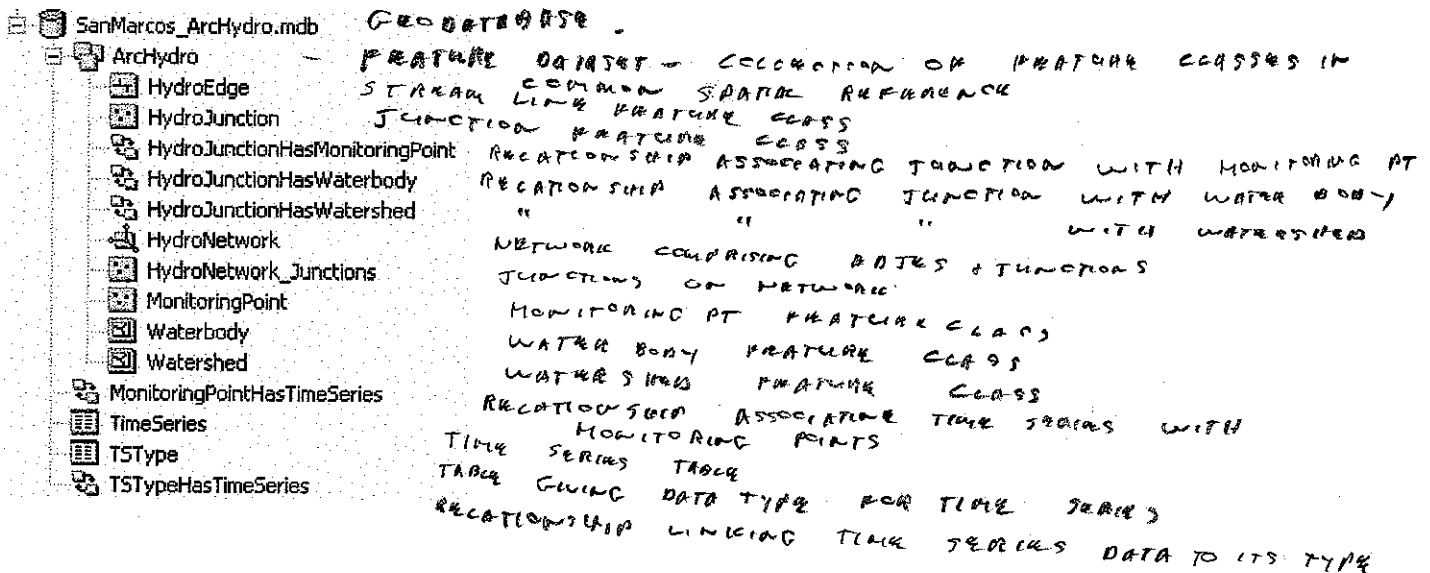 SanMarcos_ArcHydro.mdb GEODATABASE.
ArcHydro - FEATURE DATASET - COLLECTION OF FEATURE CLASSES IN
COMMON SPATIAL REFERENCE
HydroEdge STREAM LINK FEATURE CLASS
HydroJunction JUNCTION FEATURE CLASS
HydroJunctionHasMonitoringPoint RELATIONSHIP ASSOCIATING JUNCTION WITH MONITORING PT
HydroJunctionHasWaterbody RELATIONSHIP ASSOCIATING JUNCTION WITH WATER BODY
HydroJunctionHasWatershed " " " WITH WATERSHED
HydroNetwork NETWORK COMPRISING EDGES + JUNCTIONS
HydroNetwork_Junctions JUNCTIONS ON NETWORK
MonitoringPoint MONITORING PT FEATURE CLASS
Waterbody WATER BODY FEATURE CLASS
Watershed WATERSHED FEATURE CLASS
MonitoringPointHasTimeSeries RELATIONSHIP ASSOCIATING TIME SERIES WITH
MONITORING POINTS
TimeSeries TIME SERIES TABLE
TSType TABLE GIVING DATA TYPE FOR TIME SERIES
TSTypeHasTimeSeries RELATIONSHIP LINKING TIME SERIES DATA TO ITS TYPE